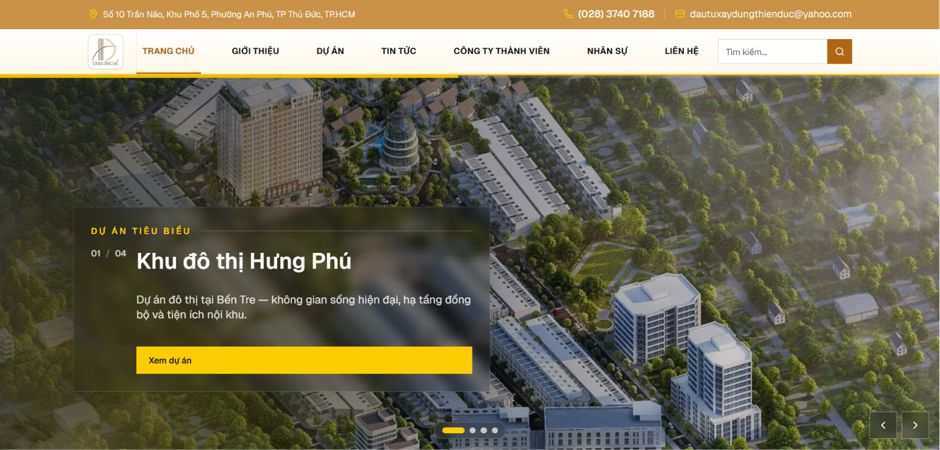 Số 10 Trần Não, Khu Phố 5, Phường An Phú, TP Thủ Đức, TP.HCM
(028) 3740 7188
dautuxaydungthienduc@yahoo.com
TRANG CHỦ
GIỚI THIỆU
DỰ ÁN
TIN TỨC
CÔNG TY THÀNH VIÊN
NHÂN SỰ
LIÊN HỆ
Tìm kiếm...
DỰ ÁN TIÊU BIỂU
01 / 04
Khu đô thị Hưng Phú
Dự án đô thị tại Bến Tre — không gian sống hiện đại, hạ tầng đồng
bộ và tiện ích nội khu.
Xem dự án